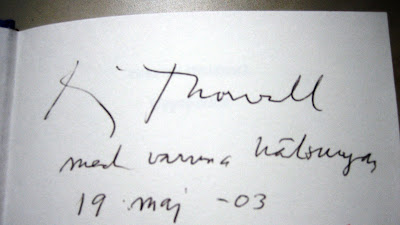 K Thorvall
med varma hälsningar
19 maj -03